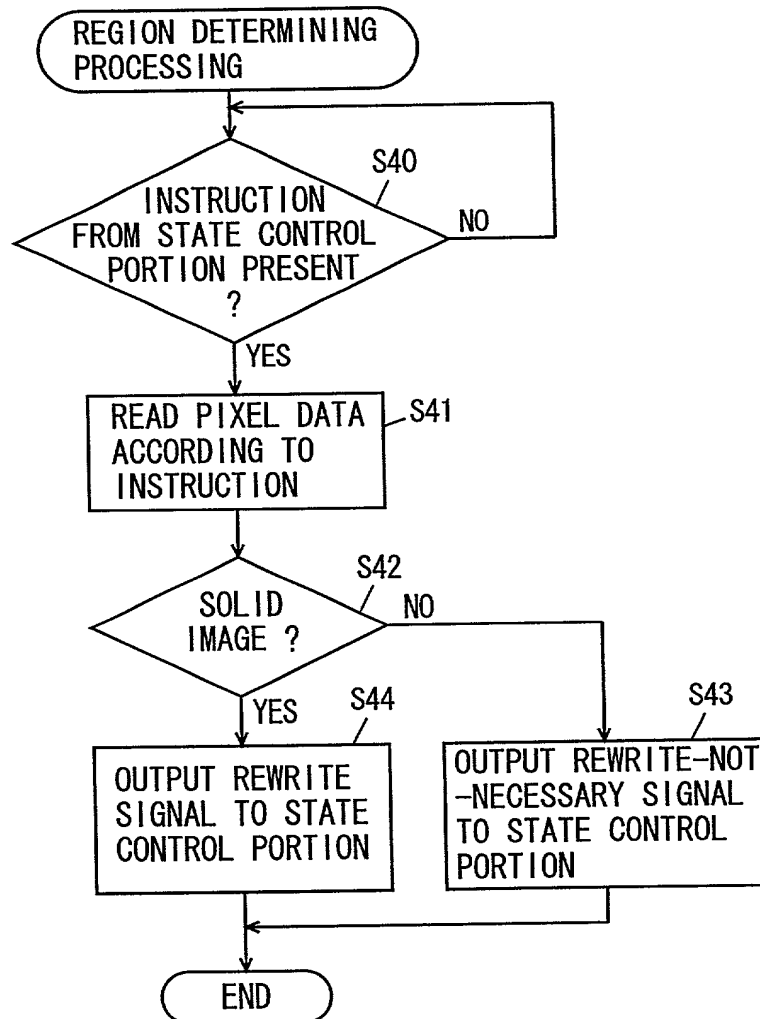 REGION DETERMINING
PROCESSING
S40
INSTRUCTION
FROM STATE CONTROL
PORTION PRESENT
?
NO
YES
S41
READ PIXEL DATA
ACCORDING TO
INSTRUCTION
S42
SOLID
IMAGE ?
NO
YES
S44
OUTPUT REWRITE
SIGNAL TO STATE
CONTROL PORTION
S43
OUTPUT REWRITE-NOT
-NECESSARY SIGNAL
TO STATE CONTROL
PORTION
END